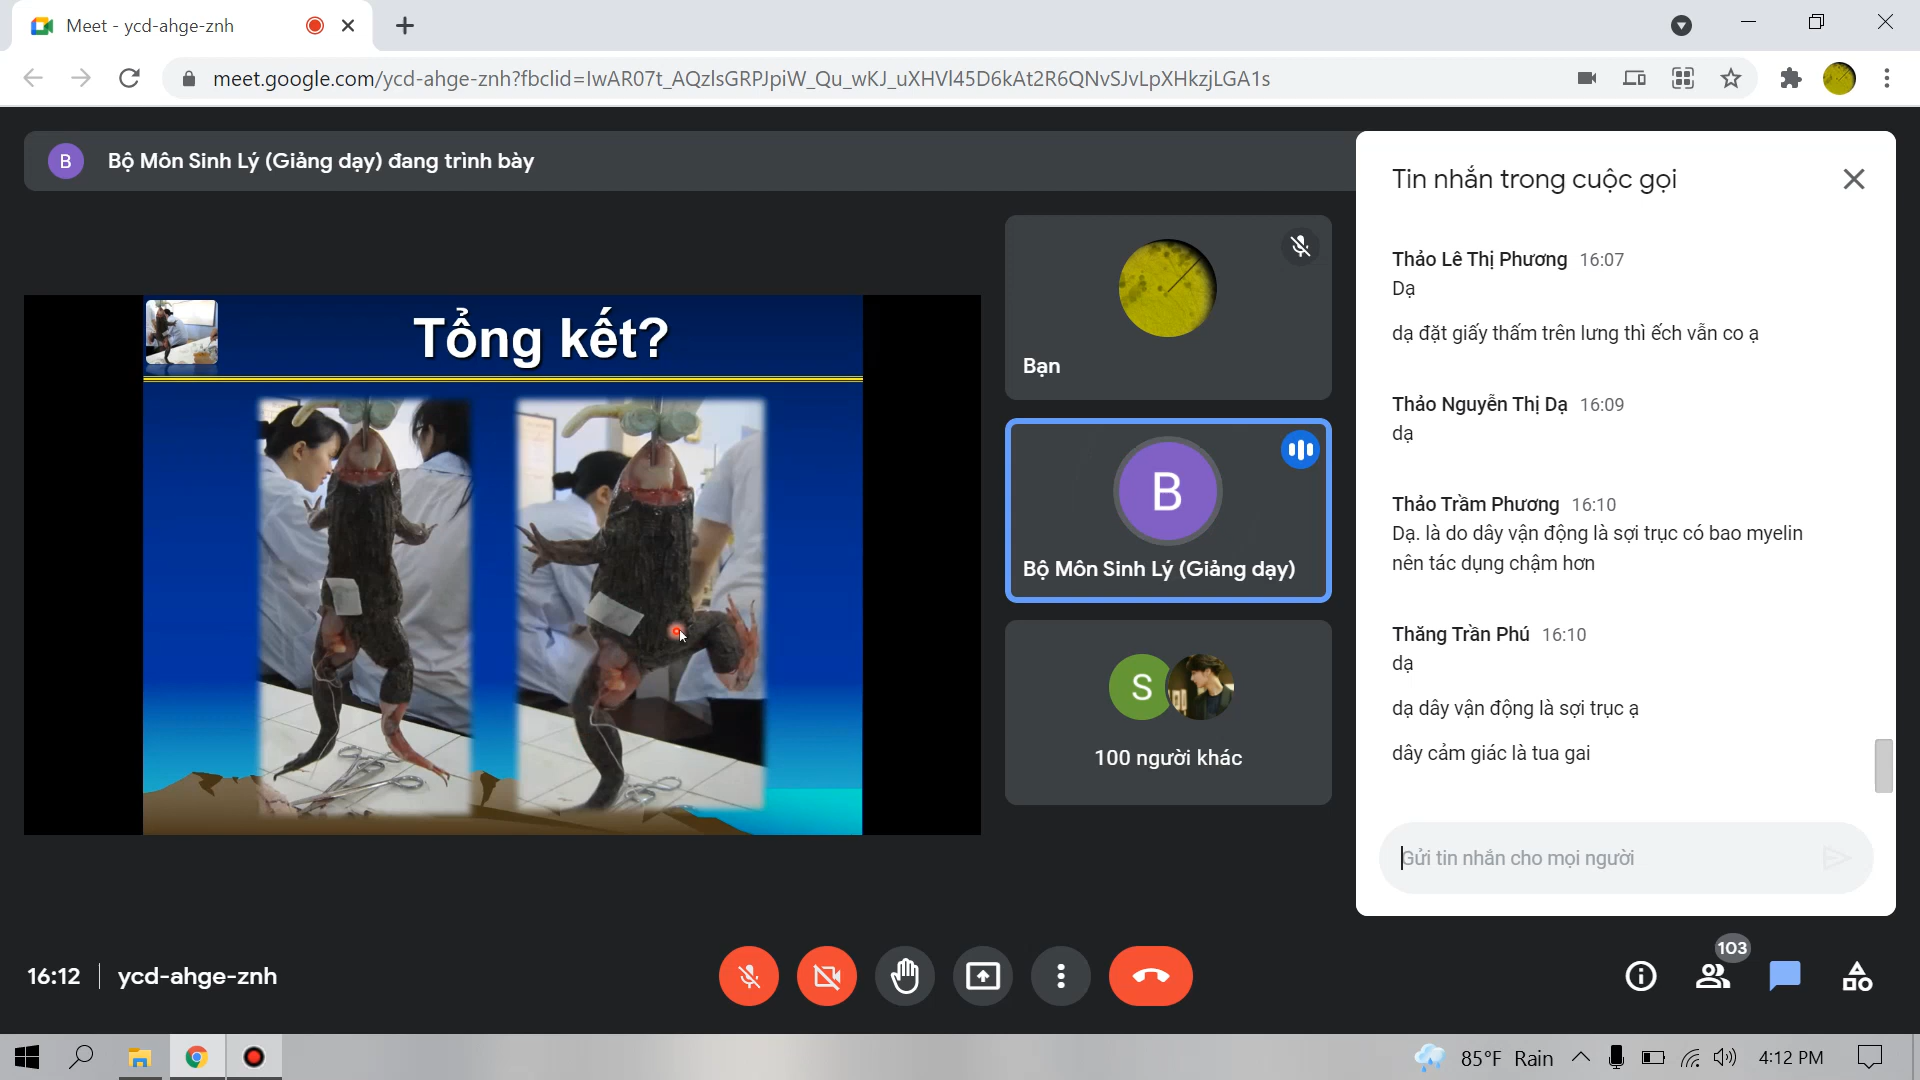 Meet - ycd-ahge-znh
meet.google.com/ycd-ahge-znh?fbclid=IwAR07t_AQzlsGRPJpiW_Qu_wKJ_uXHVl45D6kAt2R6QNvSJvLpXHkzjLGA1s
B
Bộ Môn Sinh Lý (Giảng dạy) đang trình bày
Tổng kết?
Bạn
B
Bộ Môn Sinh Lý (Giảng dạy)
S
100 người khác
Tin nhắn trong cuộc gọi
Thảo Lê Thị Phương 16:07
Dạ
dạ đặt giấy thấm trên lưng thì ếch vẫn co ạ
Thảo Nguyễn Thị Dạ 16:09
dạ
Thảo Trầm Phương 16:10
Dạ. là do dây vận động là sợi trục có bao myelin
nên tác dụng chậm hơn
Thăng Trần Phú 16:10
dạ
dạ dây vận động là sợi trục ạ
dây cảm giác là tua gai
Gửi tin nhắn cho mọi người
16:12 | ycd-ahge-znh
103
85°F Rain
4:12 PM